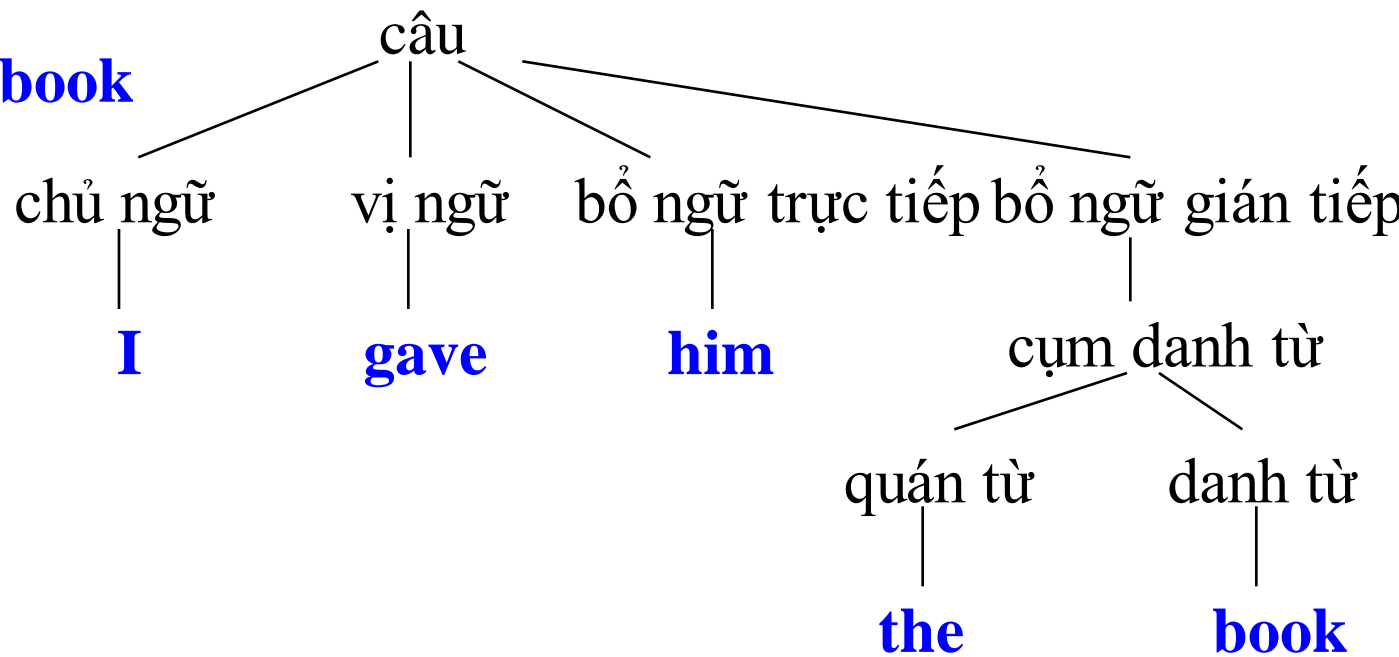 câu
book
chủ ngữ vị ngữ bổ ngữ trực tiếp bổ ngữ gián tiếp
I gave him cụm danh từ
quán từ danh từ
the book